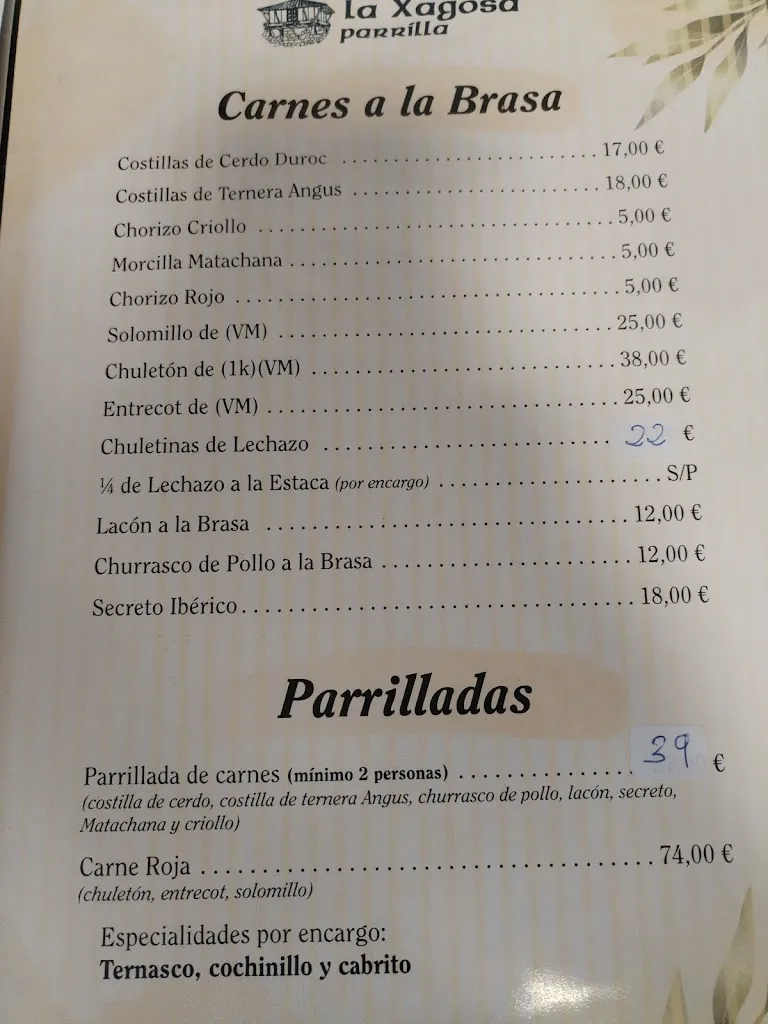 la Xagosa
parrilla
Carnes a la Brasa
Costillas de Cerdo Duroc ........................ 17,00 €
Costillas de Ternera Angus ....................... 18,00 €
Chorizo Criollo ................................. 5,00 €
Morcilla Matachana .............................. 5,00 €
Chorizo Rojo ................................... 5,00 €
Solomillo de (VM) ............................... 25,00 €
Chuletón de (1k)(VM) ............................ 38,00 €
Entrecot de (VM) ................................ 25,00 €
Chuletinas de Lechazo ........................... 22 €
¼ de Lechazo a la Estaca (por encargo) .................... S/P
Lacón a la Brasa ................................ 12,00 €
Churrasco de Pollo a la Brasa ...................... 12,00 €
Secreto Ibérico .................................. 18,00 €
Parrilladas
Parrillada de carnes (mínimo 2 personas) ................ 39 €
(costilla de cerdo, costilla de ternera Angus, churrasco de pollo, lacón, secreto,
Matachana y criollo)
Carne Roja ........................................ 74,00 €
(chuletón, entrecot, solomillo)
Especialidades por encargo:
Ternasco, cochinillo y cabrito